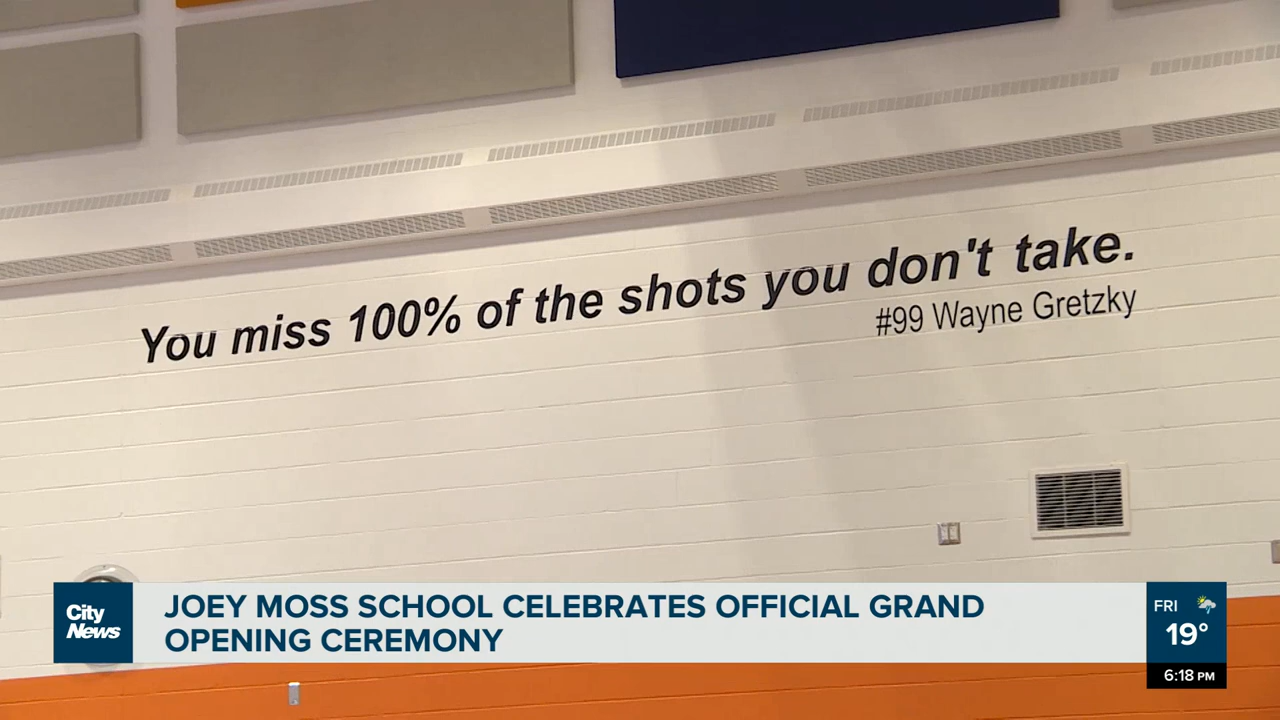 You miss 100% of the shots you don't take.
#99 Wayne Gretzky
City
News
JOEY MOSS SCHOOL CELEBRATES OFFICIAL GRAND
OPENING CEREMONY
FRI
19°
6:18 PM